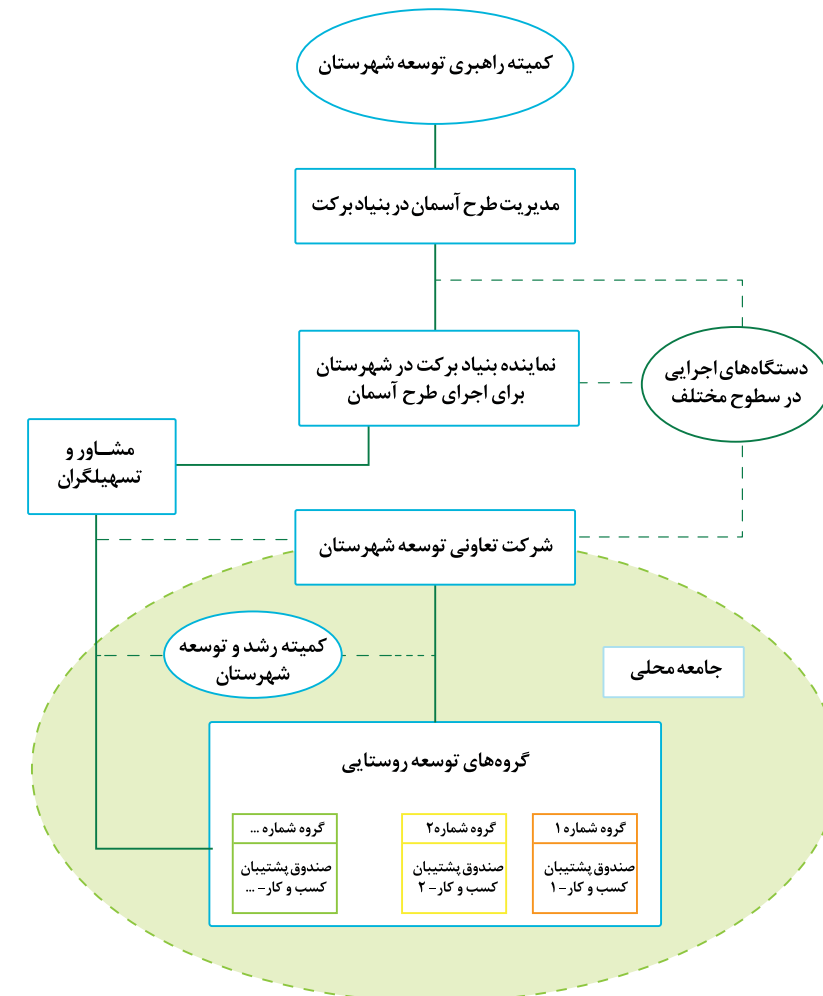 کمیته راهبری توسعه شهرستان
مدیریت طرح آسمان در بنیاد برکت
نماینده بنیاد برکت در شهرستان
برای اجرای طرح آسمان
دستگاه‌های اجرایی
در سطوح مختلف
مشــاور و
تسهیلگران
شرکت تعاونی توسعه شهرستان
کمیته رشد و توسعه
شهرستان
جامعه محلی
گروه‌های توسعه روستایی
گروه شماره ۱
صندوق پشتیبان
کسب و کار- ۱
گروه شماره ۲
صندوق پشتیبان
کسب و کار- ۲
گروه شماره ...
صندوق پشتیبان
کسب و کار- ...